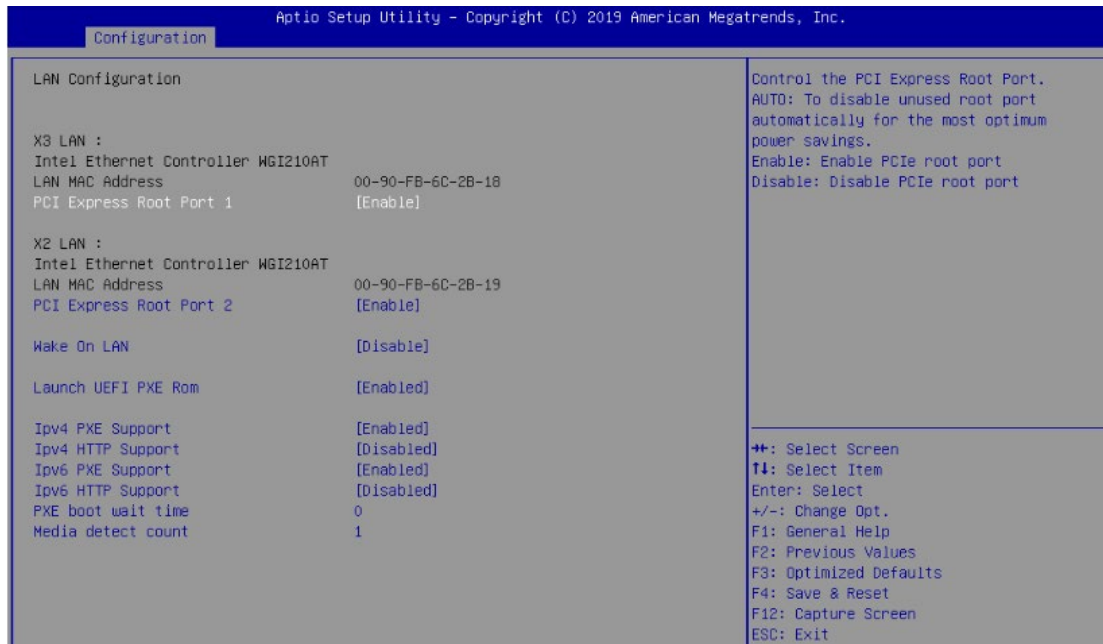 Aptio Setup Utility – Copyright (C) 2019 American Megatrends, Inc.
Configuration
LAN Configuration
X3 LAN :
Intel Ethernet Controller WGI210AT
LAN MAC Address 00-90-FB-6C-2B-18
PCI Express Root Port 1 [Enable]
X2 LAN :
Intel Ethernet Controller WGI210AT
LAN MAC Address 00-90-FB-6C-2B-19
PCI Express Root Port 2 [Enable]
Wake On LAN [Disable]
Launch UEFI PXE Rom [Enabled]
Ipv4 PXE Support [Enabled]
Ipv4 HTTP Support [Disabled]
Ipv6 PXE Support [Enabled]
Ipv6 HTTP Support [Disabled]
PXE boot wait time 0
Media detect count 1
Control the PCI Express Root Port.
AUTO: To disable unused root port
automatically for the most optimum
power savings.
Enable: Enable PCIe root port
Disable: Disable PCIe root port
→←: Select Screen
↑↓: Select Item
Enter: Select
+/-: Change Opt.
F1: General Help
F2: Previous Values
F3: Optimized Defaults
F4: Save & Reset
F12: Capture Screen
ESC: Exit